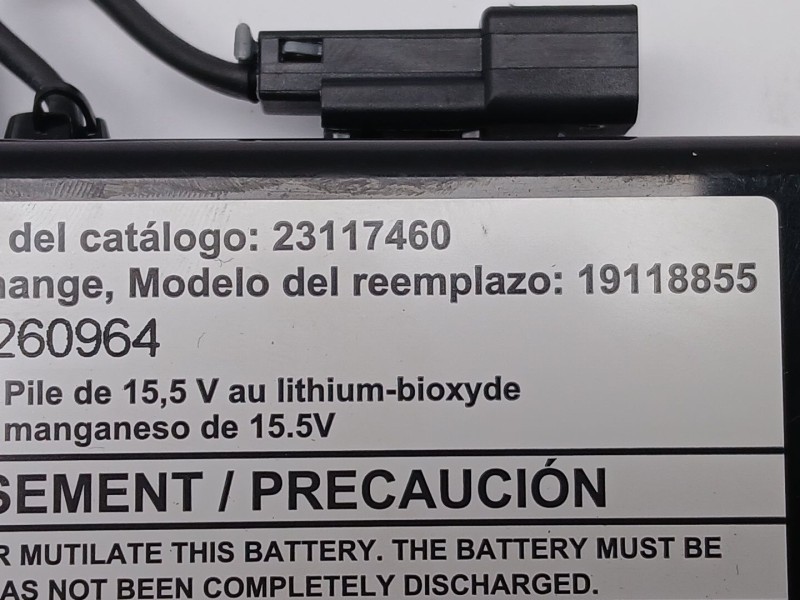 del catálogo: 23117460
hange, Modelo del reemplazo: 19118855
260964
Pile de 15,5 V au lithium-bioxyde
manganeso de 15.5V
SEMENT / PRECAUCIÓN
R MUTILATE THIS BATTERY. THE BATTERY MUST BE
AS NOT BEEN COMPLETELY DISCHARGED.